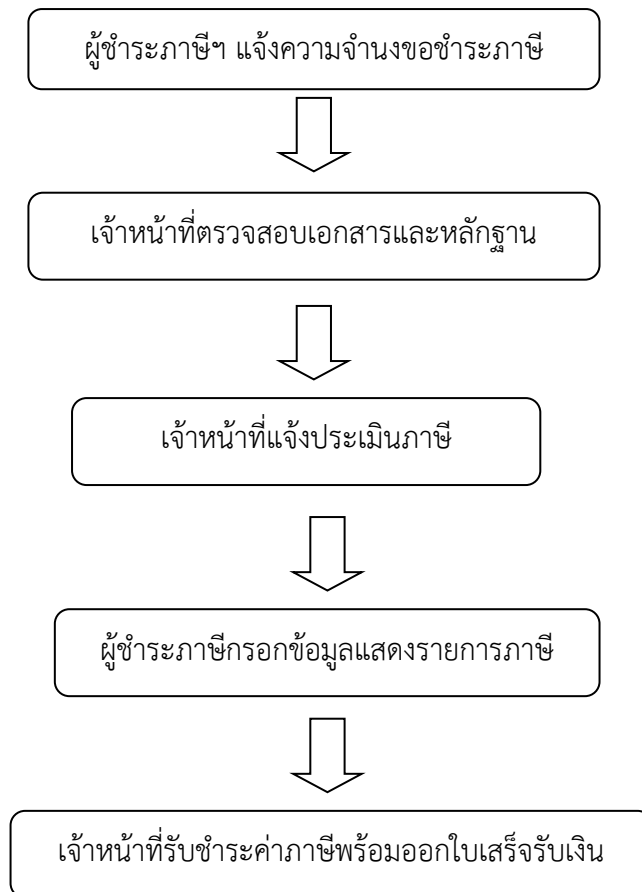 ผู้ชำระภาษีฯ แจ้งความจำนงขอชำระภาษี
เจ้าหน้าที่ตรวจสอบเอกสารและหลักฐาน
เจ้าหน้าที่แจ้งประเมินภาษี
ผู้ชำระภาษีกรอกข้อมูลแสดงรายการภาษี
เจ้าหน้าที่รับชำระค่าภาษีพร้อมออกใบเสร็จรับเงิน